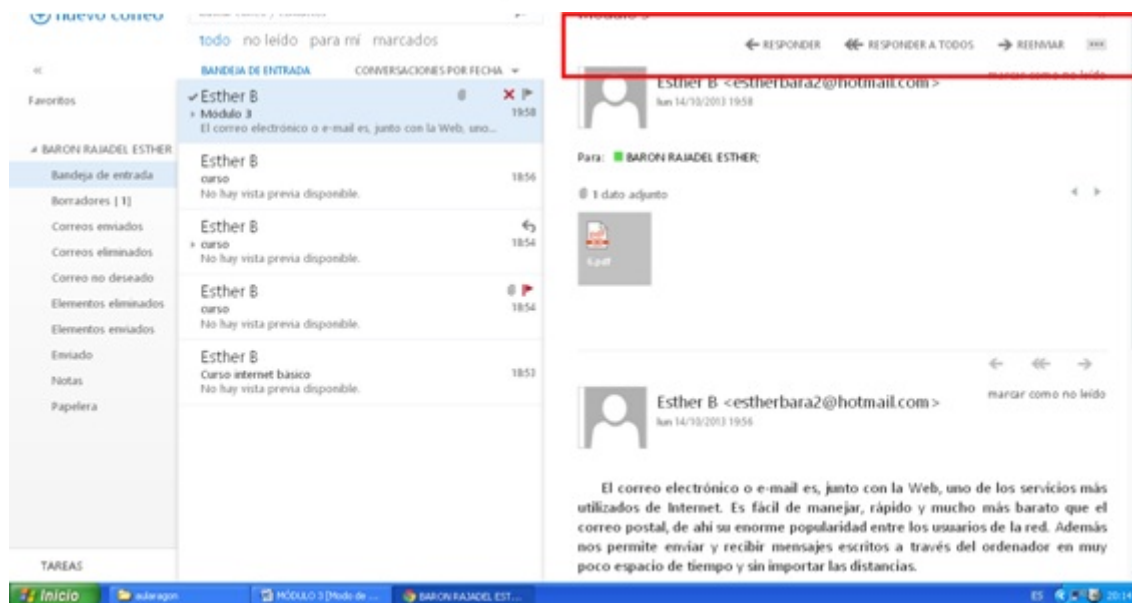 nuevo correo
todo no leído para mí marcados
BANDEJA DE ENTRADA CONVERSACIONES POR FECHA
Favoritos
BARON RAJADEL ESTHER
Bandeja de entrada
Borradores [1]
Correos enviados
Correos eliminados
Correo no deseado
Elementos eliminados
Elementos enviados
Enviado
Notas
Papelera
TAREAS
Esther B
Módulo 3 19:58
El correo electrónico o e-mail es, junto con la Web, uno...
Esther B
curso 18:56
No hay vista previa disponible.
Esther B
curso 18:54
No hay vista previa disponible.
Esther B
curso 18:54
No hay vista previa disponible.
Esther B
Curso internet básico 18:53
No hay vista previa disponible.
Módulo 3
RESPONDER RESPONDER A TODOS REENVIAR
marcar como no leído
Esther B <estherbara2@hotmail.com>
lun 14/10/2013 19:58
Para: BARON RAJADEL ESTHER;
1 dato adjunto
pdf
6.pdf
marcar como no leído
Esther B <estherbara2@hotmail.com>
lun 14/10/2013 19:56
El correo electrónico o e-mail es, junto con la Web, uno de los servicios más
utilizados de Internet. Es fácil de manejar, rápido y mucho más barato que el
correo postal, de ahí su enorme popularidad entre los usuarios de la red. Además
nos permite enviar y recibir mensajes escritos a través del ordenador en muy
poco espacio de tiempo y sin importar las distancias.
Inicio aularagon MÓDULO 3 [Modo de ... BARON RAJADEL EST... ES 20:14